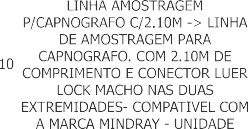 LINHA AMOSTRAGEM
P/CAPNOGRAFO C/2.10M -> LINHA
DE AMOSTRAGEM PARA
CAPNOGRAFO. COM 2.10M DE
10
COMPRIMENTO E CONECTOR LUER
LOCK MACHO NAS DUAS
EXTREMIDADES- COMPATIVEL COM
A MARCA MINDRAY - UNIDADE